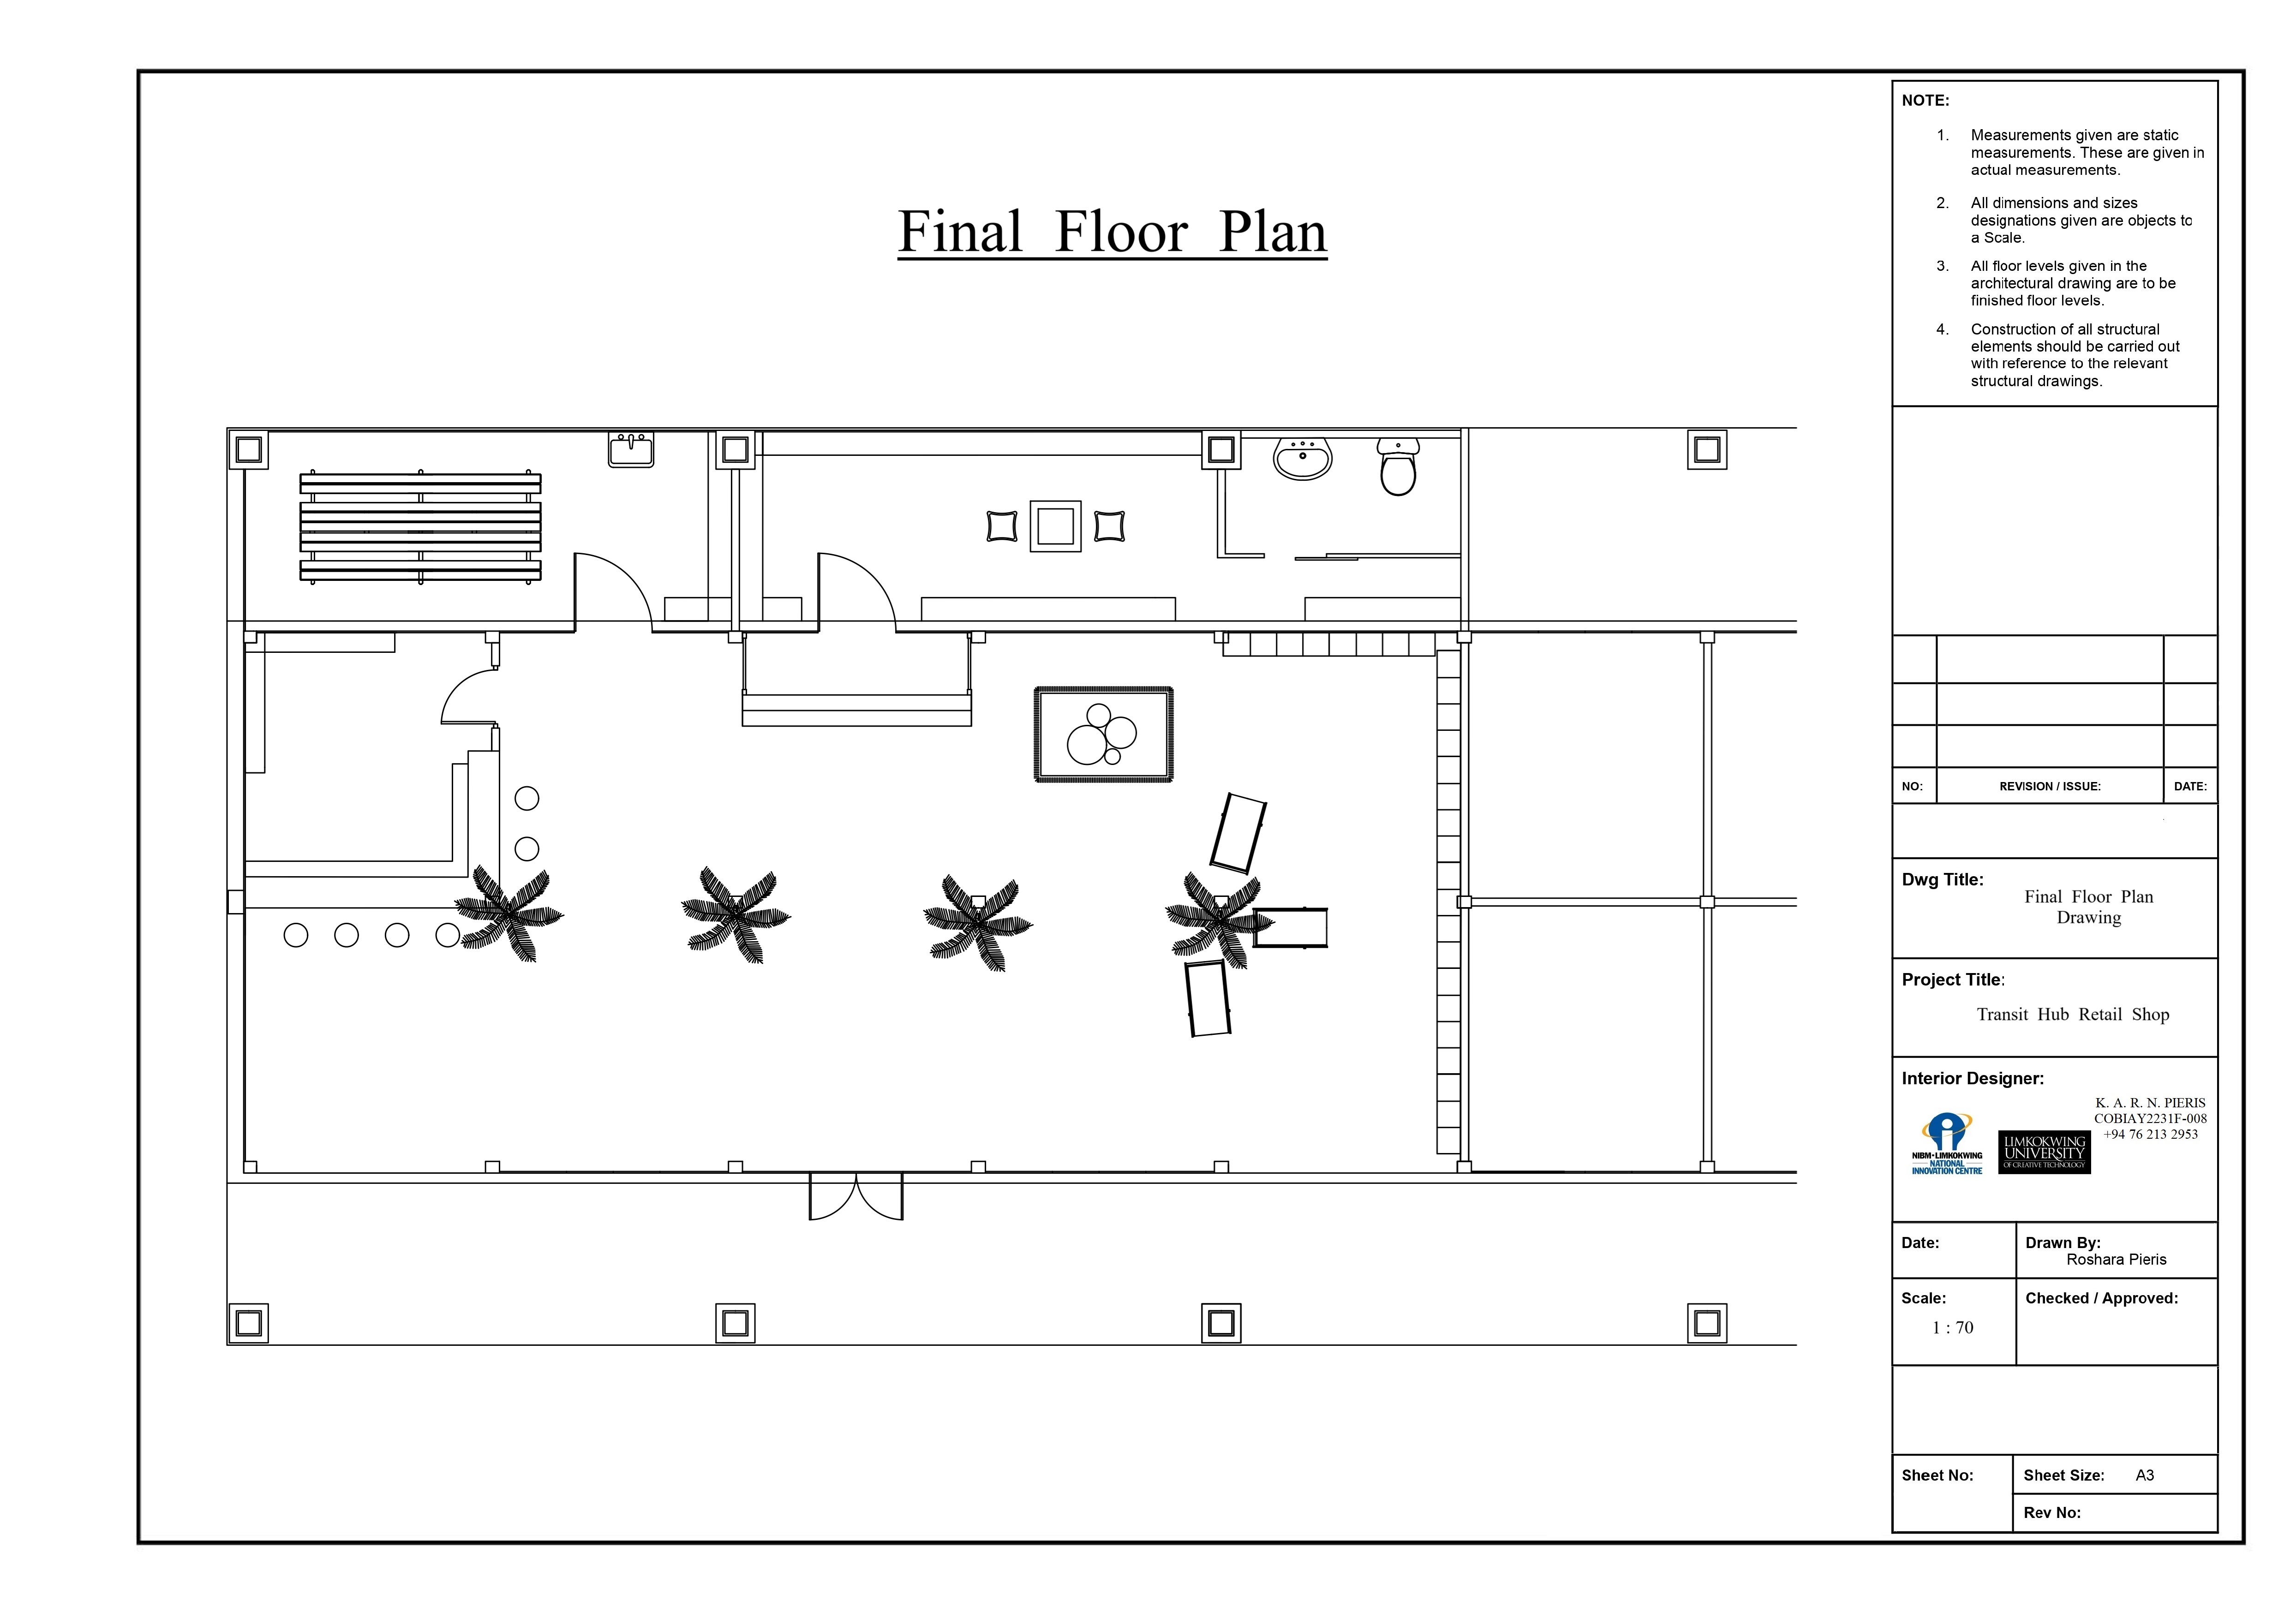 Final Floor Plan
NOTE:
1. Measurements given are static
measurements. These are given in
actual measurements.
2. All dimensions and sizes
designations given are objects to
a Scale.
3. All floor levels given in the
architectural drawing are to be
finished floor levels.
4. Construction of all structural
elements should be carried out
with reference to the relevant
structural drawings.
NO: REVISION / ISSUE: DATE:
Dwg Title:
Final Floor Plan
Drawing
Project Title:
Transit Hub Retail Shop
Interior Designer:
K. A. R. N. PIERIS
COBIAY2231F-008
+94 76 213 2953
NIBM•LIMKOKWING
NATIONAL
INNOVATION CENTRE
LIMKOKWING
UNIVERSITY
OF CREATIVE TECHNOLOGY
Date:
Drawn By:
Roshara Pieris
Scale:
1 : 70
Checked / Approved:
Sheet No:
Sheet Size: A3
Rev No: